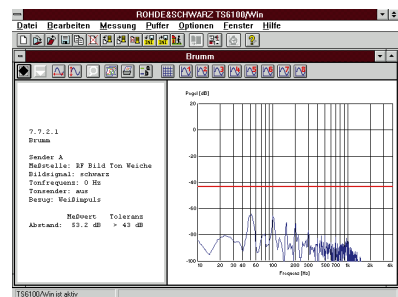 ROHDE&SCHWARZ TS6100/Win
Datei Bearbeiten Messung Puffer Optionen Fenster Hilfe
Brumm
7.7.2.1
Brumm
Sender A
Meßstelle: RF Bild Ton Weiche
Bildsignal: schwarz
Tonfrequenz: 0 Hz
Tonsender: aus
Bezug: Weißimpuls
Meßwert Toleranz
Abstand: 53.2 dB > 43 dB
Pegel [dB]
20
0
-20
-40
-60
-80
-100
10 20 30 40 60 100 200 300 500 700 1k 2k 4k
Frequenz [Hz]
TS6100/Win ist aktiv